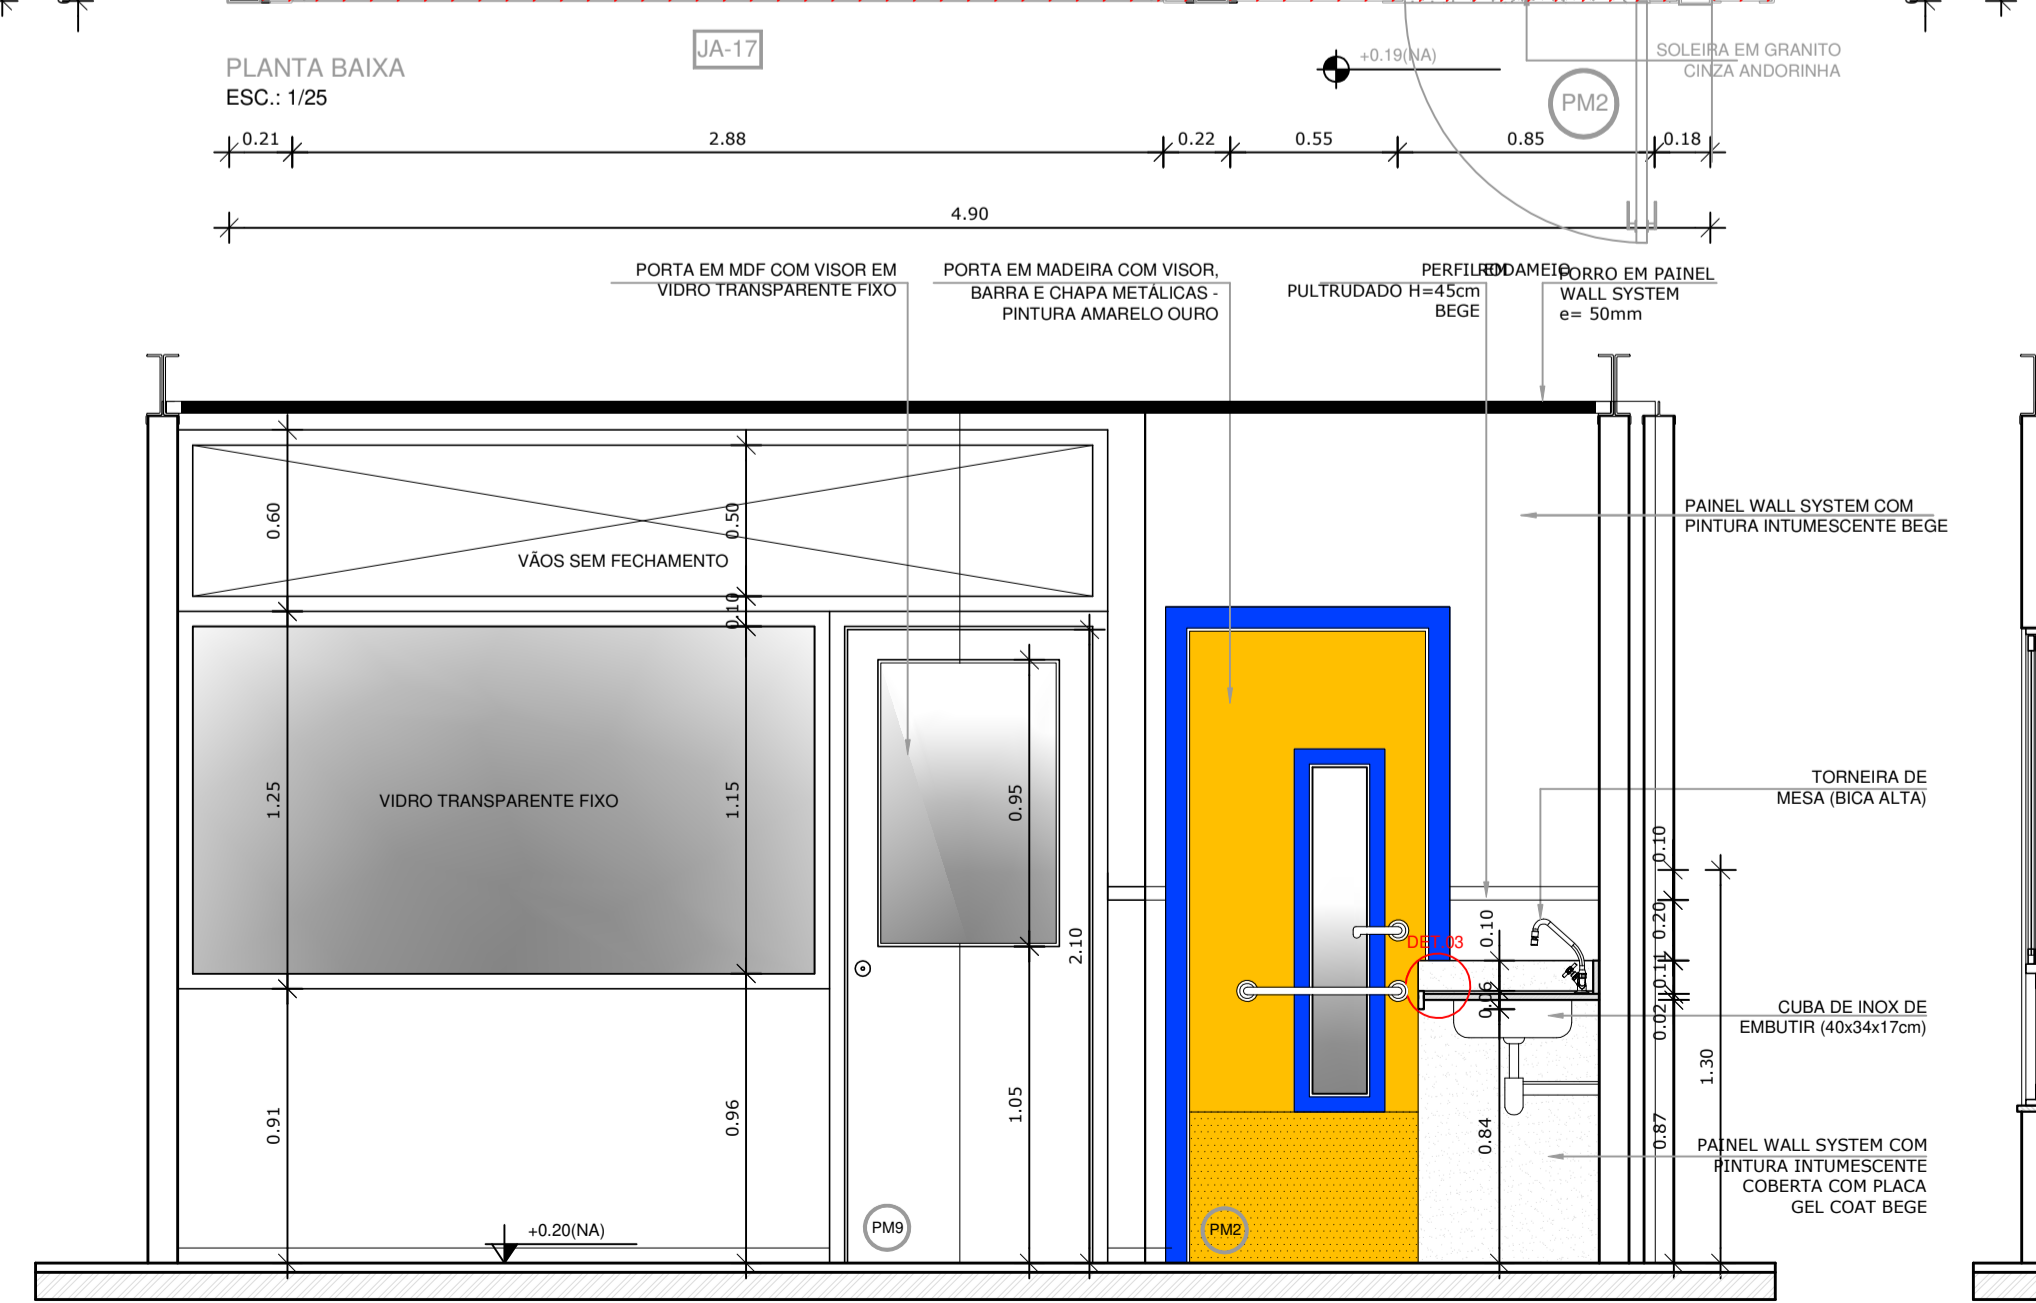 JA-17
PLANTA BAIXA
ESC.: 1/25
+0.19(NA)
SOLEIRA EM GRANITO
CINZA ANDORINHA
PM2
0.21
2.88
0.22
0.55
0.85
0.18
4.90
PORTA EM MDF COM VISOR EM
VIDRO TRANSPARENTE FIXO
PORTA EM MADEIRA COM VISOR,
BARRA E CHAPA METÁLICAS -
PINTURA AMARELO OURO
PERFIL EM
PULTRUDADO H=45cm
BEGE
RODAMEIO
FORRO EM PAINEL
WALL SYSTEM
e= 50mm
0.60
0.50
VÃOS SEM FECHAMENTO
0.10
PAINEL WALL SYSTEM COM
PINTURA INTUMESCENTE BEGE
1.25
VIDRO TRANSPARENTE FIXO
1.15
0.95
2.10
TORNEIRA DE
MESA (BICA ALTA)
0.10
0.20
0.11
0.02
0.87
1.30
DET.03
0.10
0.06
0.84
CUBA DE INOX DE
EMBUTIR (40x34x17cm)
0.91
0.96
1.05
PAINEL WALL SYSTEM COM
PINTURA INTUMESCENTE
COBERTA COM PLACA
GEL COAT BEGE
+0.20(NA)
PM9
PM2